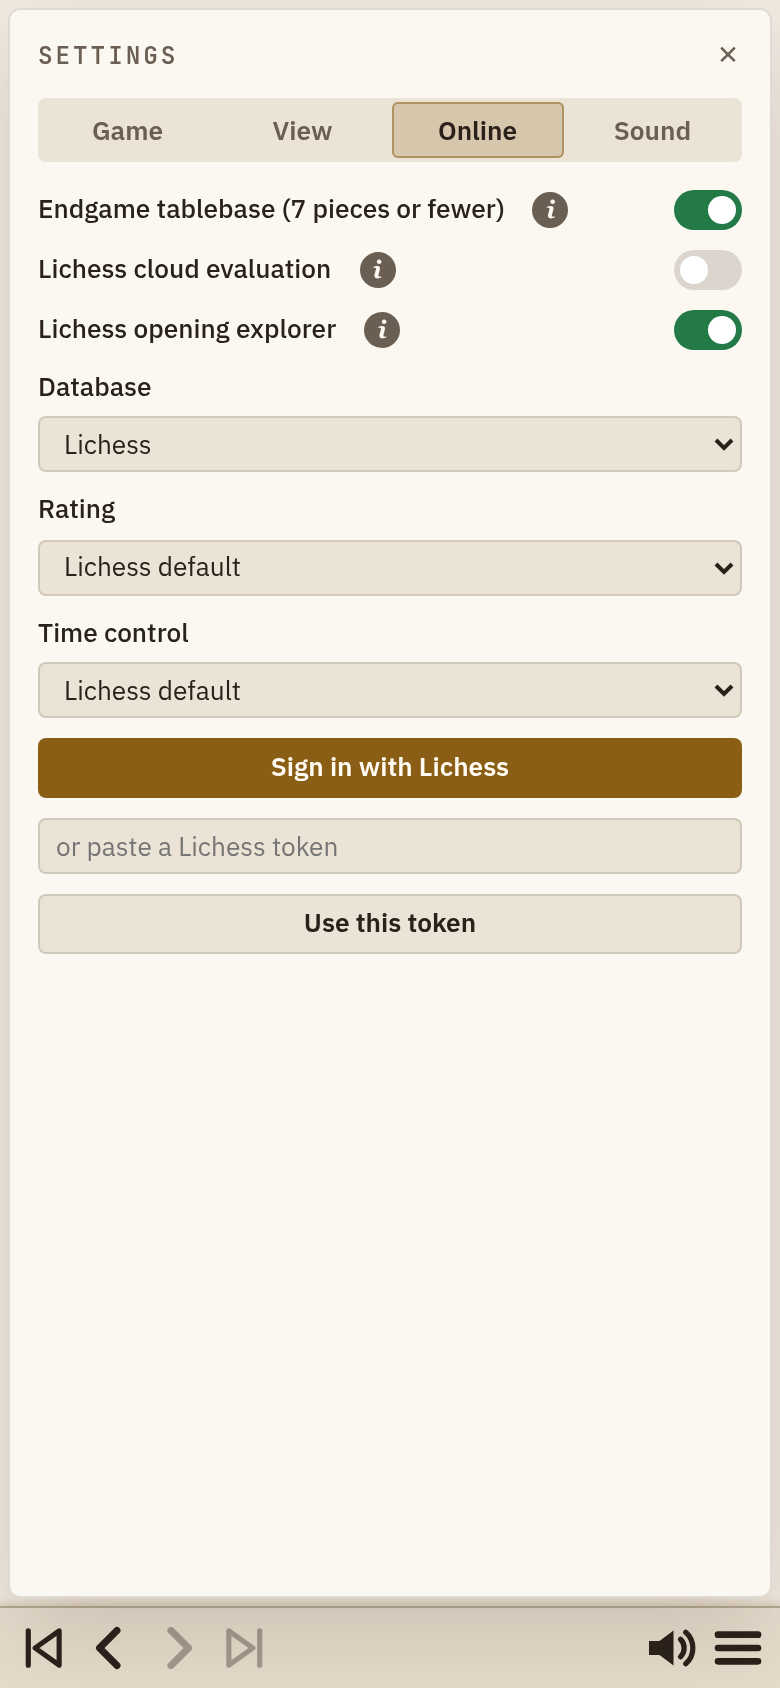 SETTINGS ×
Game View Online Sound
Endgame tablebase (7 pieces or fewer) i
Lichess cloud evaluation i
Lichess opening explorer i
Database
Lichess
Rating
Lichess default
Time control
Lichess default
Sign in with Lichess
or paste a Lichess token
Use this token